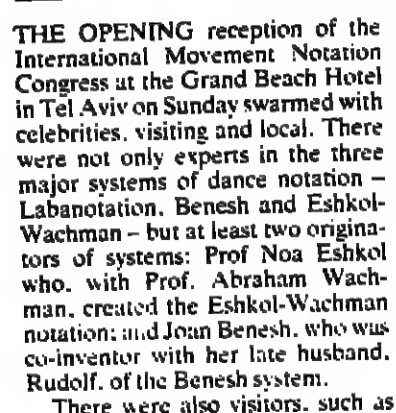 THE OPENING reception of the
International Movement Notation
Congress at the Grand Beach Hotel
in Tel Aviv on Sunday swarmed with
celebrities, visiting and local. There
were not only experts in the three
major systems of dance notation –
Labanotation, Benesh and Eshkol-
Wachman – but at least two origina-
tors of systems: Prof Noa Eshkol
who, with Prof. Abraham Wach-
man, created the Eshkol-Wachman
notation; and Joan Benesh, who was
co-inventor with her late husband,
Rudolf, of the Benesh system.
There were also visitors, such as